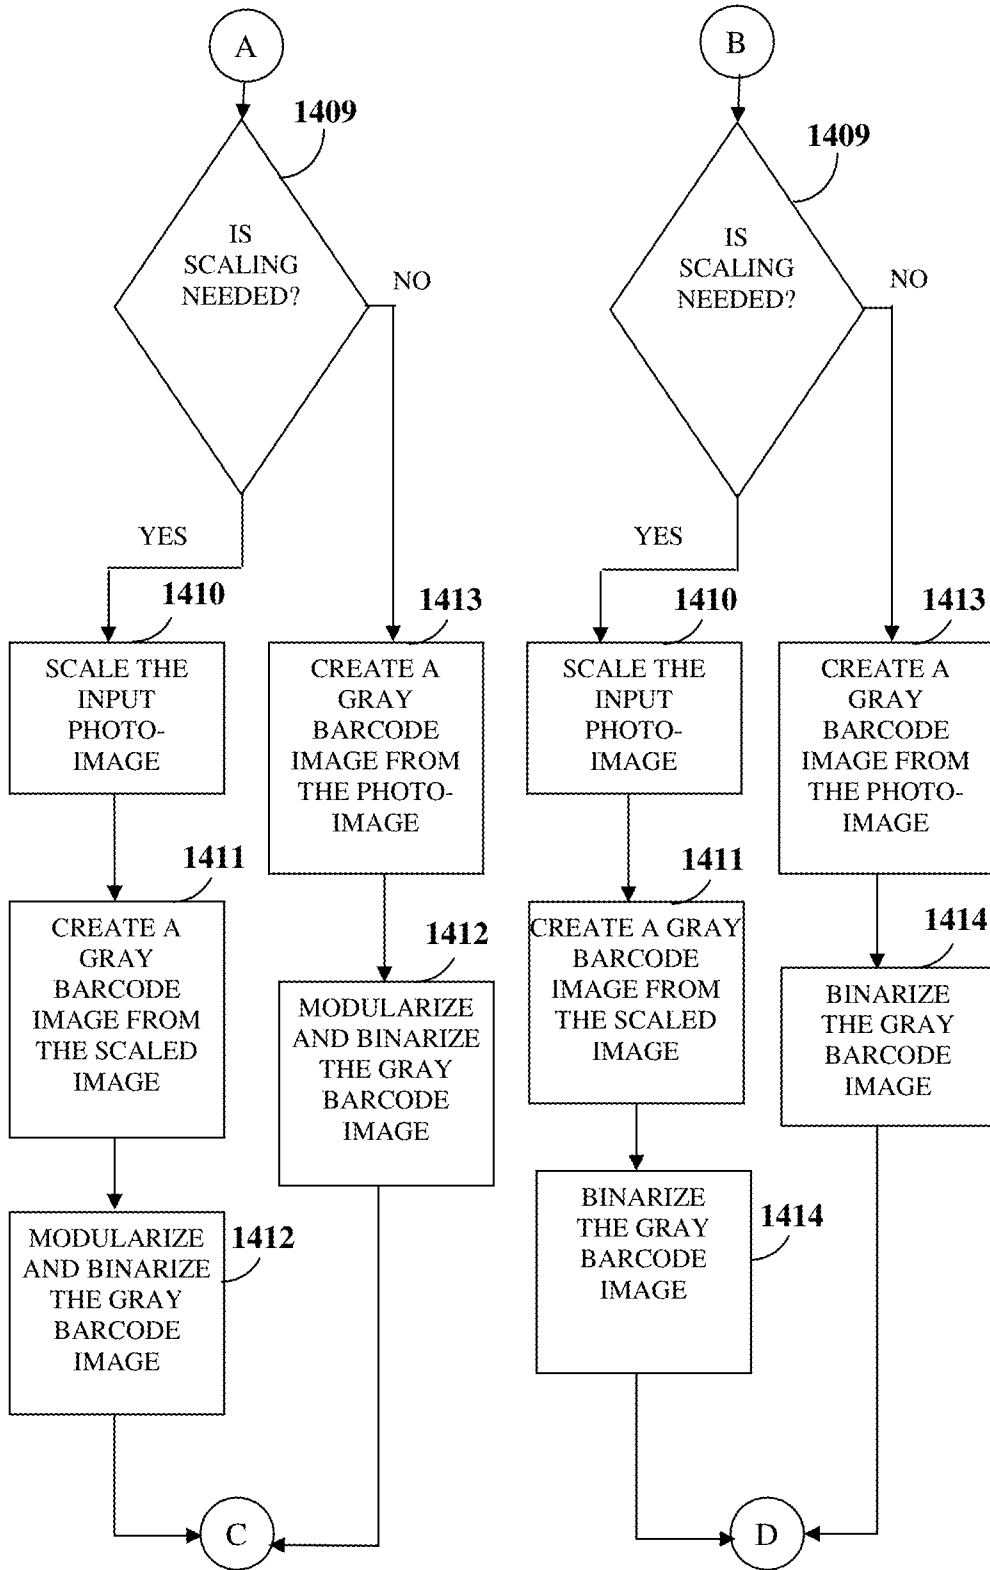 A
1409
IS
SCALING
NEEDED?
NO
YES
1410
SCALE THE
INPUT
PHOTO-
IMAGE
1413
CREATE A
GRAY
BARCODE
IMAGE FROM
THE PHOTO-
IMAGE
1411
CREATE A
GRAY
BARCODE
IMAGE FROM
THE SCALED
IMAGE
1412
MODULARIZE
AND BINARIZE
THE GRAY
BARCODE
IMAGE
1412
MODULARIZE
AND BINARIZE
THE GRAY
BARCODE
IMAGE
C
B
1409
IS
SCALING
NEEDED?
NO
YES
1410
SCALE THE
INPUT
PHOTO-
IMAGE
1413
CREATE A
GRAY
BARCODE
IMAGE FROM
THE PHOTO-
IMAGE
1411
CREATE A GRAY
BARCODE
IMAGE FROM
THE SCALED
IMAGE
1414
BINARIZE
THE GRAY
BARCODE
IMAGE
BINARIZE
THE GRAY
BARCODE
IMAGE
1414
D